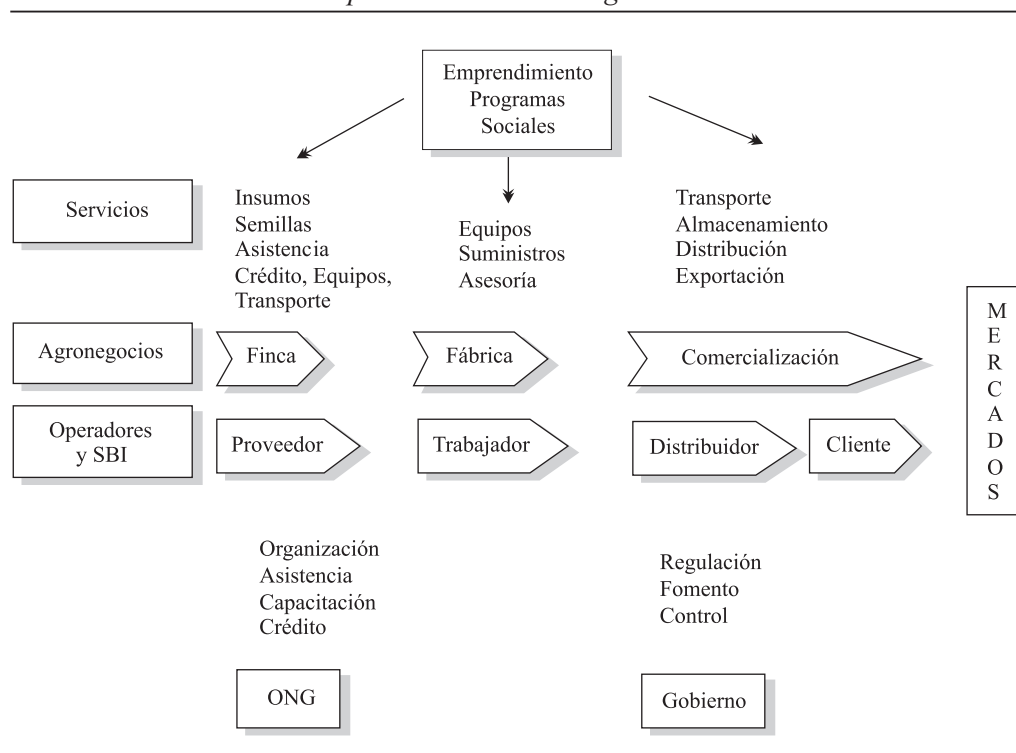 Emprendimiento
Programas
Sociales
Servicios
Insumos
Semillas
Asistencia
Crédito, Equipos,
Transporte
Equipos
Suministros
Asesoría
Transporte
Almacenamiento
Distribución
Exportación
Agronegocios
Finca
Fábrica
Comercialización
Operadores
y SBI
Proveedor
Trabajador
Distribuidor
Cliente
MERCADOS
Organización
Asistencia
Capacitación
Crédito
Regulación
Fomento
Control
ONG
Gobierno